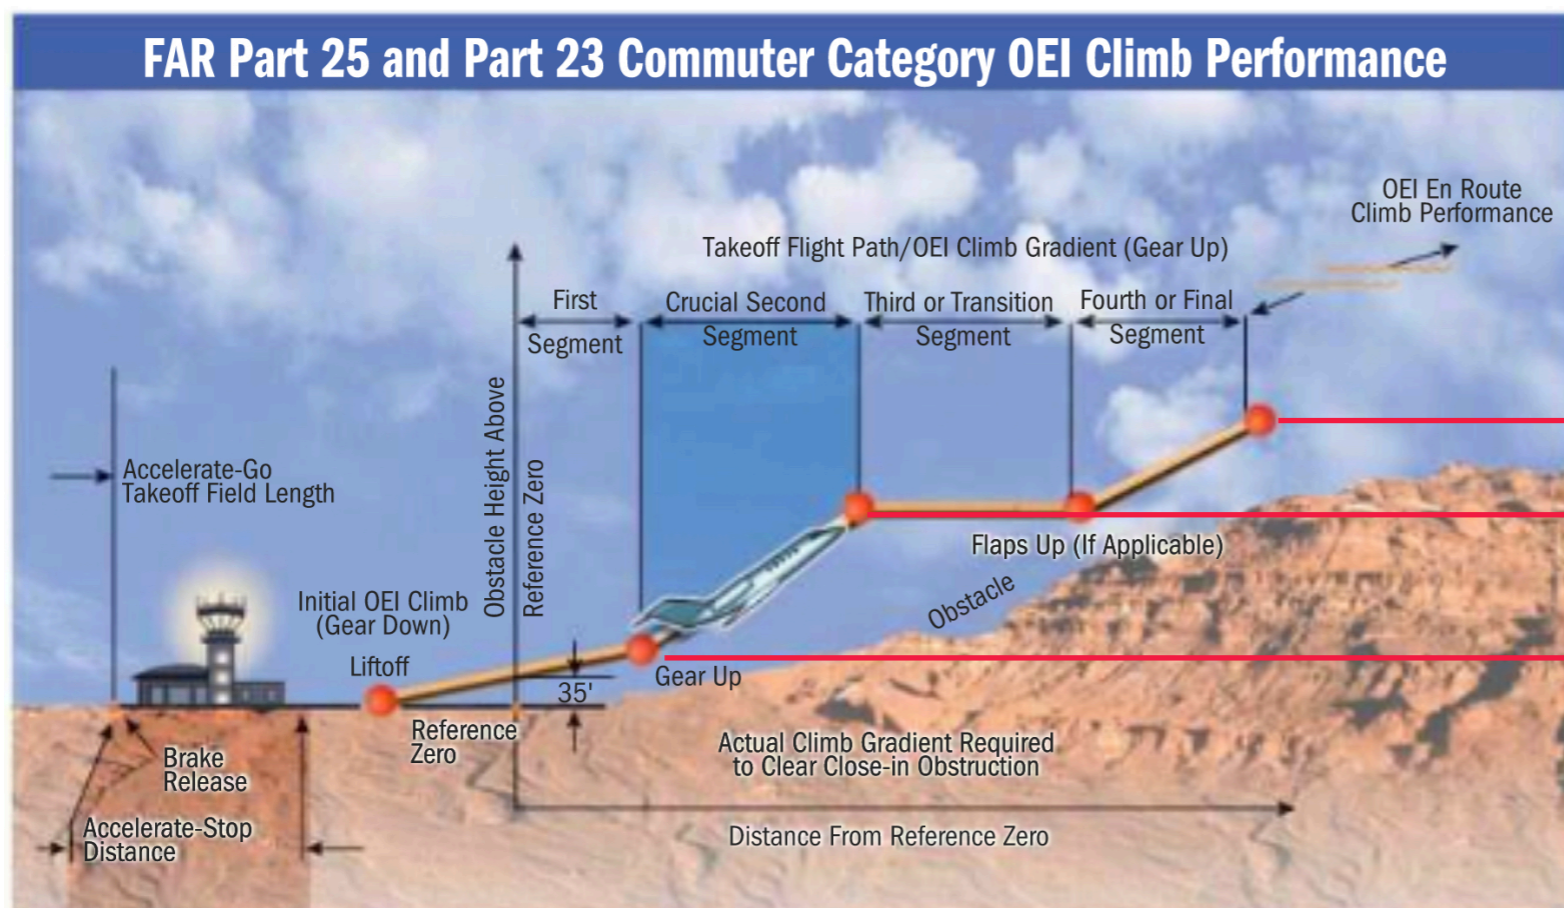 FAR Part 25 and Part 23 Commuter Category OEI Climb Performance
OEI En Route
Climb Performance
Takeoff Flight Path/OEI Climb Gradient (Gear Up)
First
Segment
Crucial Second
Segment
Third or Transition
Segment
Fourth or Final
Segment
Accelerate-Go
Takeoff Field Length
Obstacle Height Above
Reference Zero
Initial OEI Climb
(Gear Down)
Liftoff
Flaps Up (If Applicable)
Obstacle
Gear Up
35'
Reference
Zero
Brake
Release
Actual Climb Gradient Required
to Clear Close-in Obstruction
Accelerate-Stop
Distance
Distance From Reference Zero